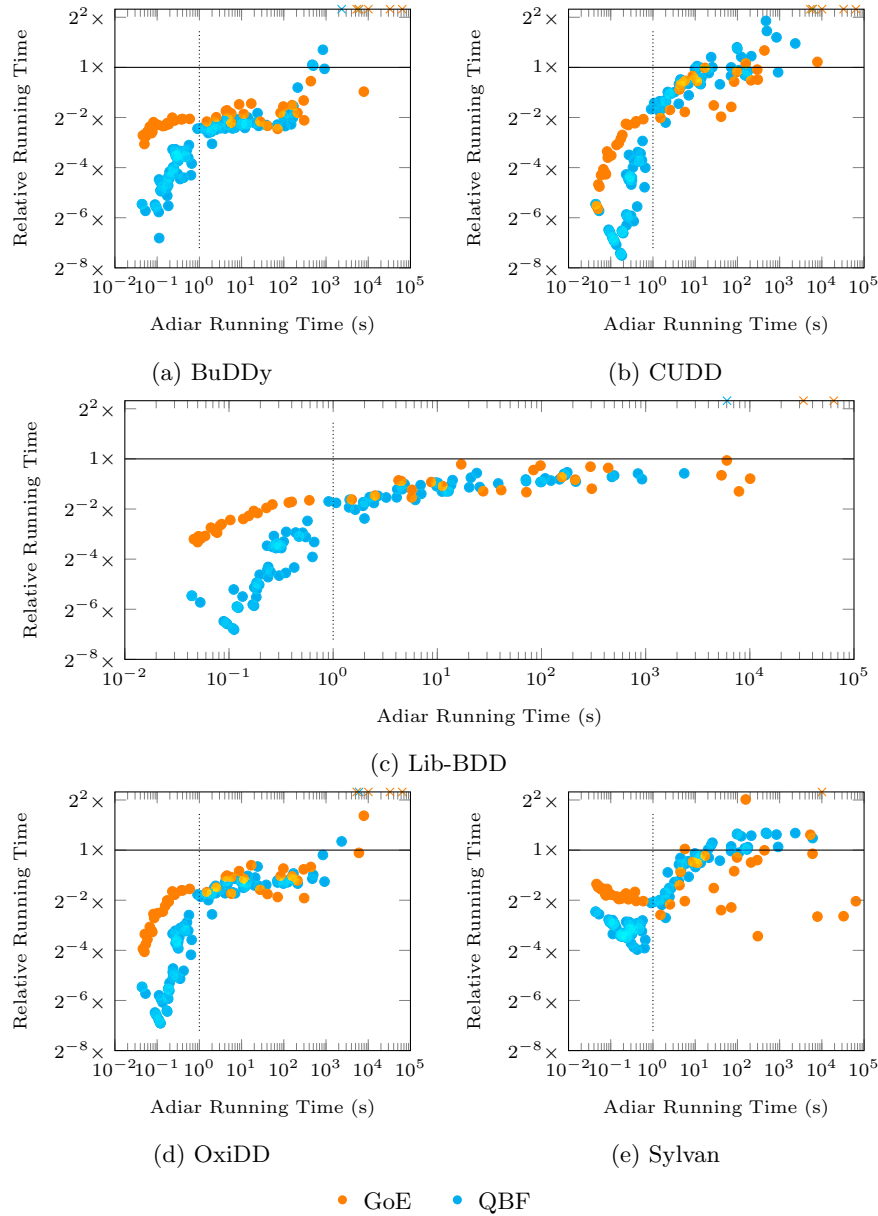 2^2× 2^2×
1× 1×
2^−2× 2^−2×
2^−4× 2^−4×
2^−6× 2^−6×
2^−8× 2^−8×
Relative Running Time Relative Running Time
10^−2 10^−1 10^0 10^1 10^2 10^3 10^4 10^5 10^−2 10^−1 10^0 10^1 10^2 10^3 10^4 10^5
Adiar Running Time (s) Adiar Running Time (s)
(a) BuDDy (b) CUDD
2^2×
1×
2^−2×
2^−4×
2^−6×
2^−8×
Relative Running Time
10^−2 10^−1 10^0 10^1 10^2 10^3 10^4 10^5
Adiar Running Time (s)
(c) Lib-BDD
2^2× 2^2×
1× 1×
2^−2× 2^−2×
2^−4× 2^−4×
2^−6× 2^−6×
2^−8× 2^−8×
Relative Running Time Relative Running Time
10^−2 10^−1 10^0 10^1 10^2 10^3 10^4 10^5 10^−2 10^−1 10^0 10^1 10^2 10^3 10^4 10^5
Adiar Running Time (s) Adiar Running Time (s)
(d) OxiDD (e) Sylvan
GoE QBF